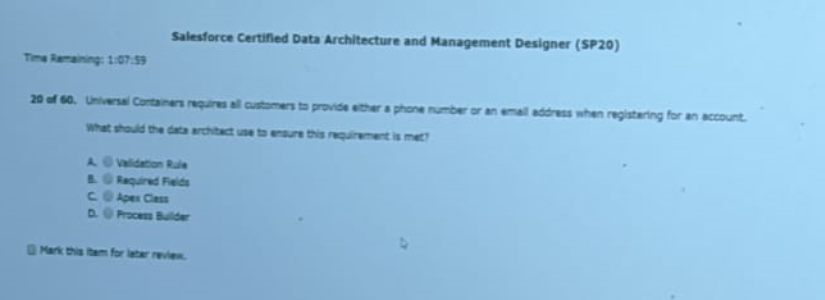 Salesforce Certified Data Architecture and Management Designer (SP20)
Time Remaining: 1:07:59
20 of 60. Universal Containers requires all customers to provide either a phone number or an email address when registering for an account.
What should the data architect use to ensure this requirement is met?
A. Validation Rule
B. Required Fields
C. Apex Class
D. Process Builder
Mark this item for later review.